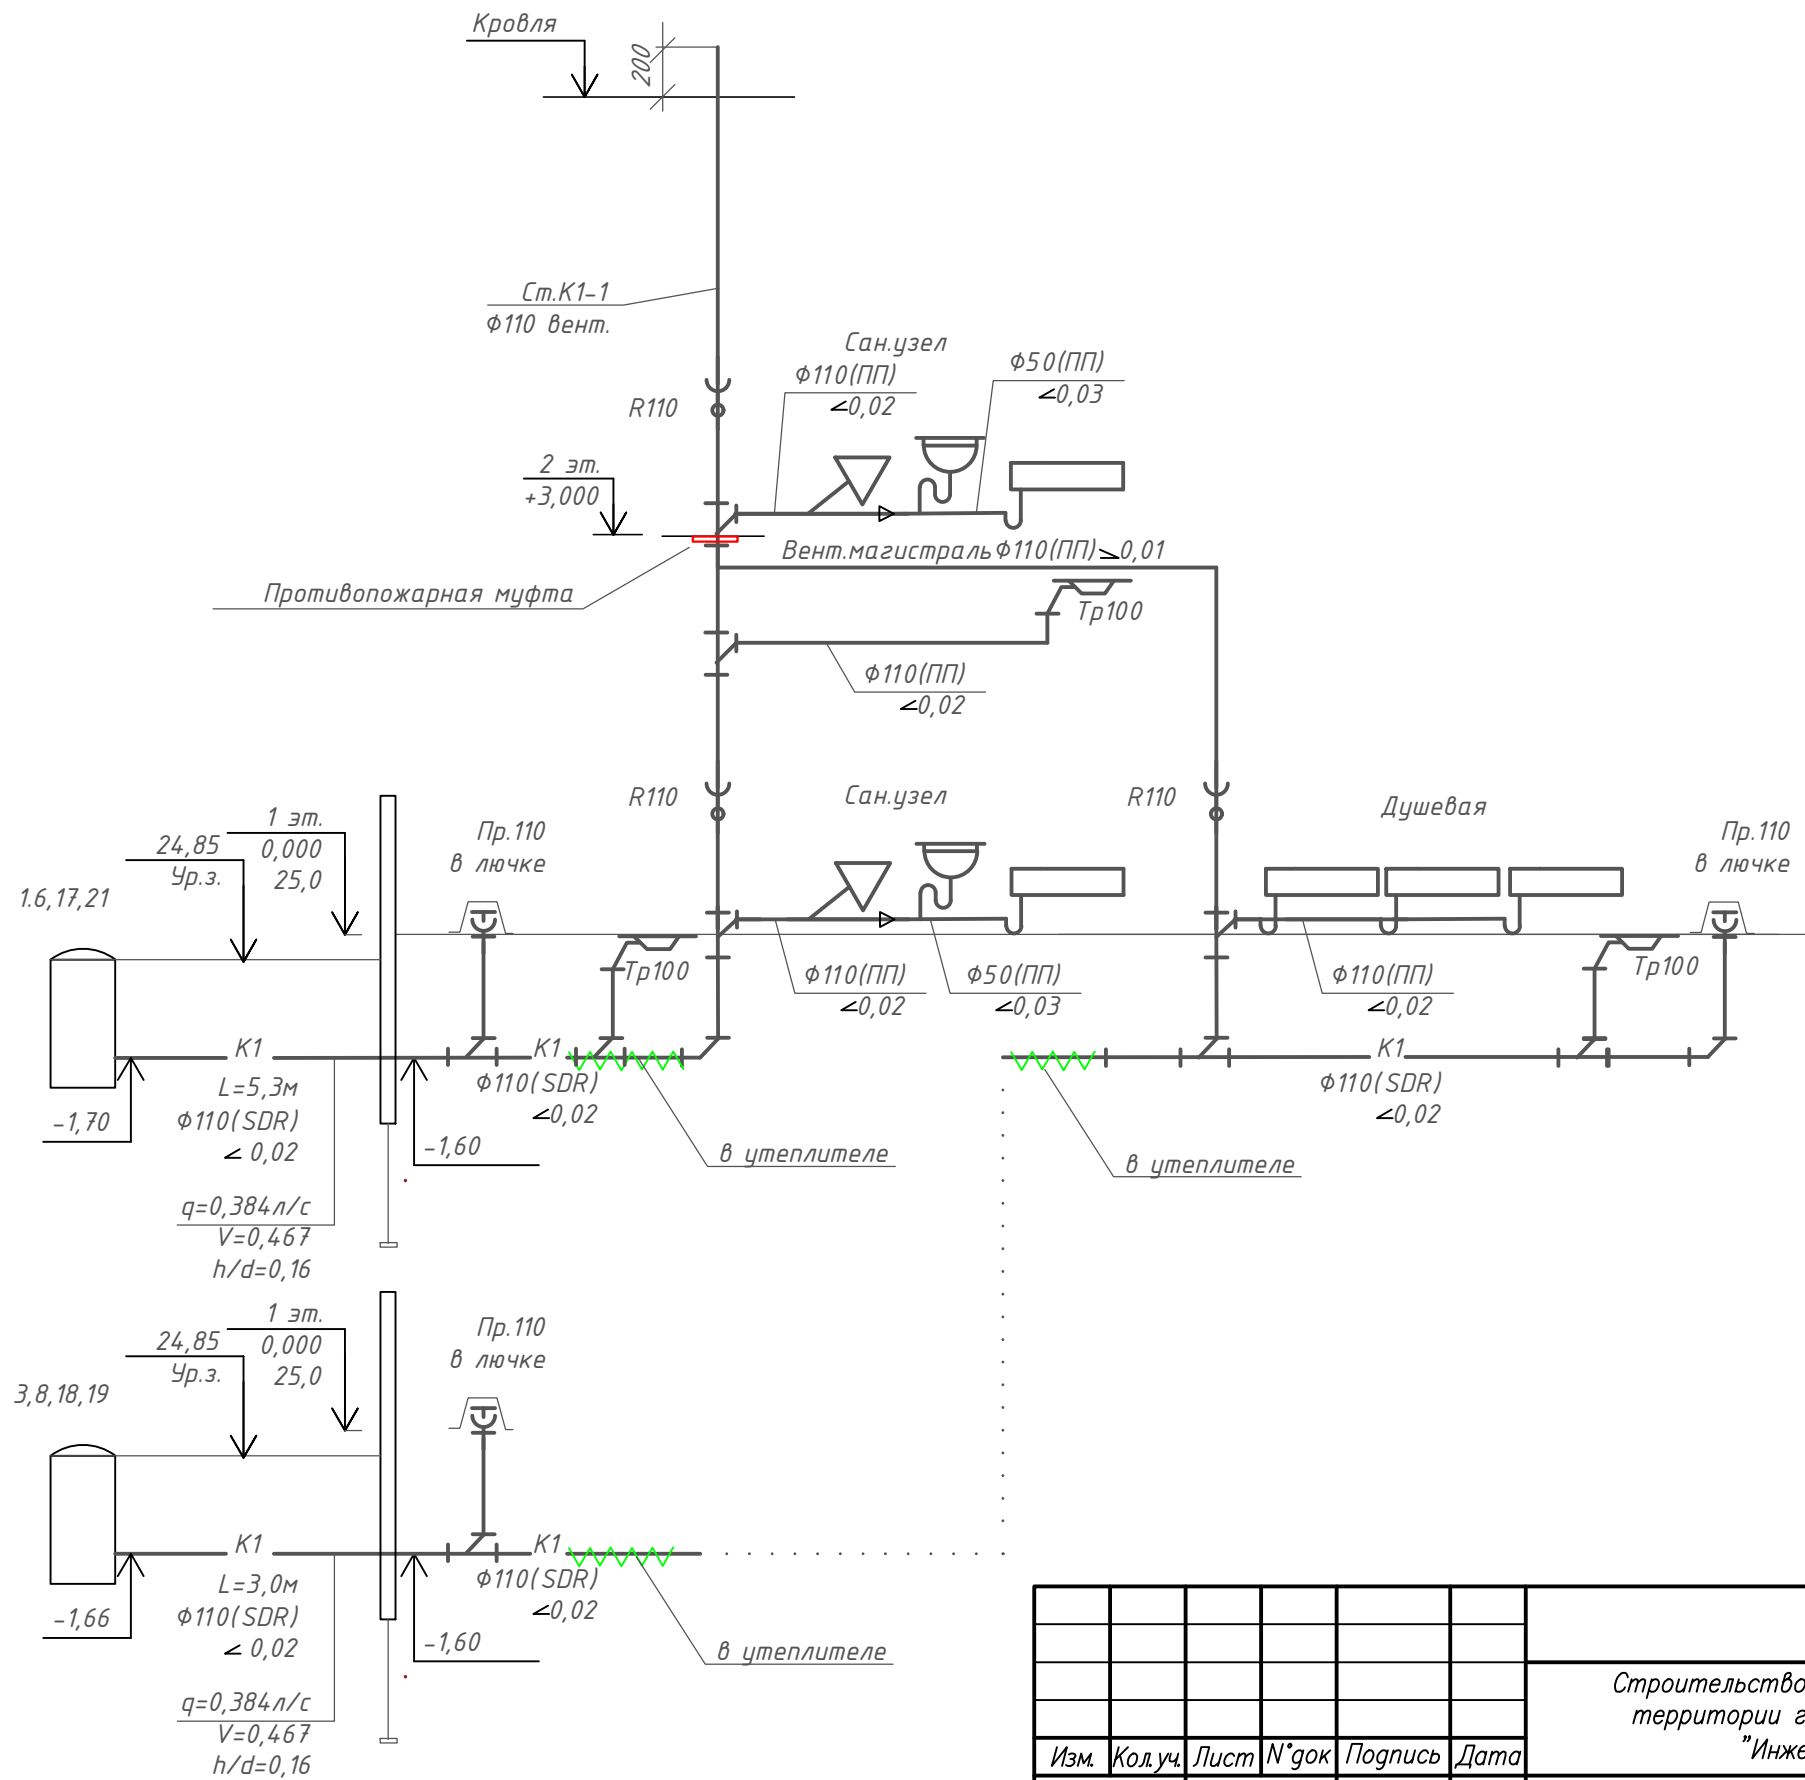 Кровля
200
Ст.К1-1
Ф110 вент.
Сан.узел
Ф110(ПП)
0,02
Ф50(ПП)
0,03
R110
2 эт.
+3,000
Вент.магистраль Ф110(ПП) 0,01
Противопожарная муфта
Тр100
Ф110(ПП)
0,02
R110
Сан.узел
R110
Душевая
Пр.110
в лючке
1 эт.
0,000
25,0
24,85
Ур.з.
Пр.110
в лючке
1.6,17,21
Тр100
Ф110(ПП)
0,02
Ф50(ПП)
0,03
Ф110(ПП)
0,02
Тр100
К1
L=5,3м
Ф110(SDR)
0,02
-1,70
-1,60
К1
Ф110(SDR)
0,02
в утеплителе
К1
Ф110(SDR)
0,02
в утеплителе
q=0,384л/с
V=0,467
h/d=0,16
1 эт.
0,000
25,0
24,85
Ур.з.
Пр.110
в лючке
3,8,18,19
К1
L=3,0м
Ф110(SDR)
0,02
-1,66
-1,60
К1
Ф110(SDR)
0,02
в утеплителе
q=0,384л/с
V=0,467
h/d=0,16
Строительство
территории г
"Инже
Изм. Кол.уч. Лист N°док Подпись Дата